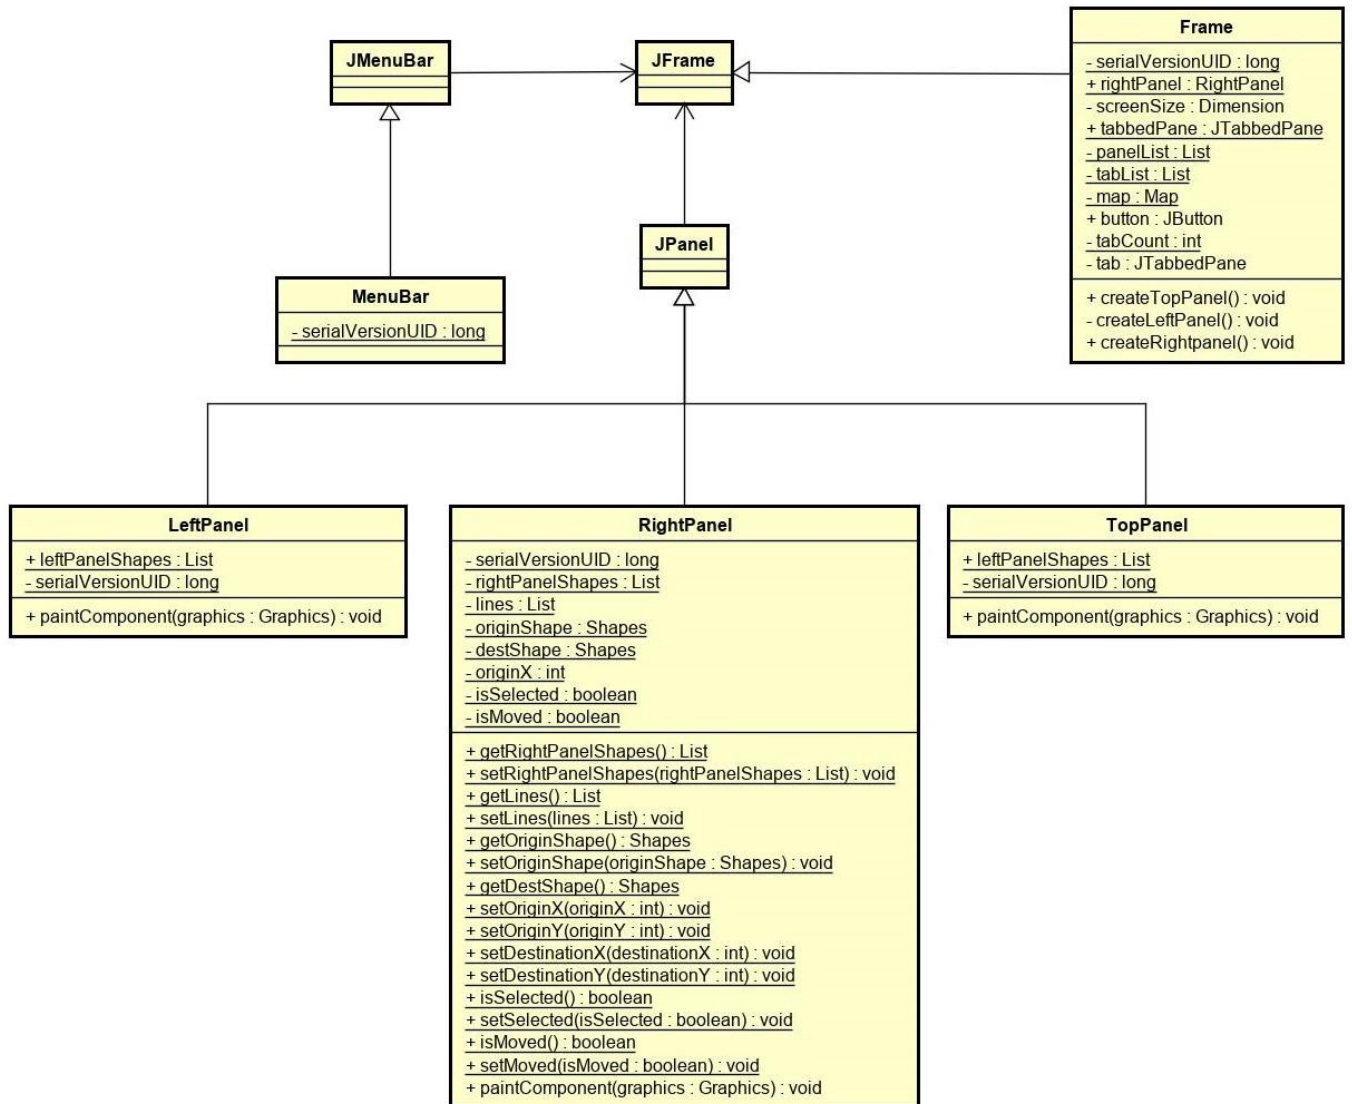 JMenuBar
JFrame
Frame
- serialVersionUID : long
+ rightPanel : RightPanel
- screenSize : Dimension
+ tabbedPane : JTabbedPane
- panelList : List
- tabList : List
- map : Map
+ button : JButton
- tabCount : int
- tab : JTabbedPane
+ createTopPanel() : void
- createLeftPanel() : void
+ createRightpanel() : void
JPanel
MenuBar
- serialVersionUID : long
LeftPanel
+ leftPanelShapes : List
- serialVersionUID : long
+ paintComponent(graphics : Graphics) : void
RightPanel
- serialVersionUID : long
- rightPanelShapes : List
- lines : List
- originShape : Shapes
- destShape : Shapes
- originX : int
- isSelected : boolean
- isMoved : boolean
+ getRightPanelShapes() : List
+ setRightPanelShapes(rightPanelShapes : List) : void
+ getLines() : List
+ setLines(lines : List) : void
+ getOriginShape() : Shapes
+ setOriginShape(originShape : Shapes) : void
+ getDestShape() : Shapes
+ setOriginX(originX : int) : void
+ setOriginY(originY : int) : void
+ setDestinationX(destinationX : int) : void
+ setDestinationY(destinationY : int) : void
+ isSelected() : boolean
+ setSelected(isSelected : boolean) : void
+ isMoved() : boolean
+ setMoved(isMoved : boolean) : void
+ paintComponent(graphics : Graphics) : void
TopPanel
+ leftPanelShapes : List
- serialVersionUID : long
+ paintComponent(graphics : Graphics) : void